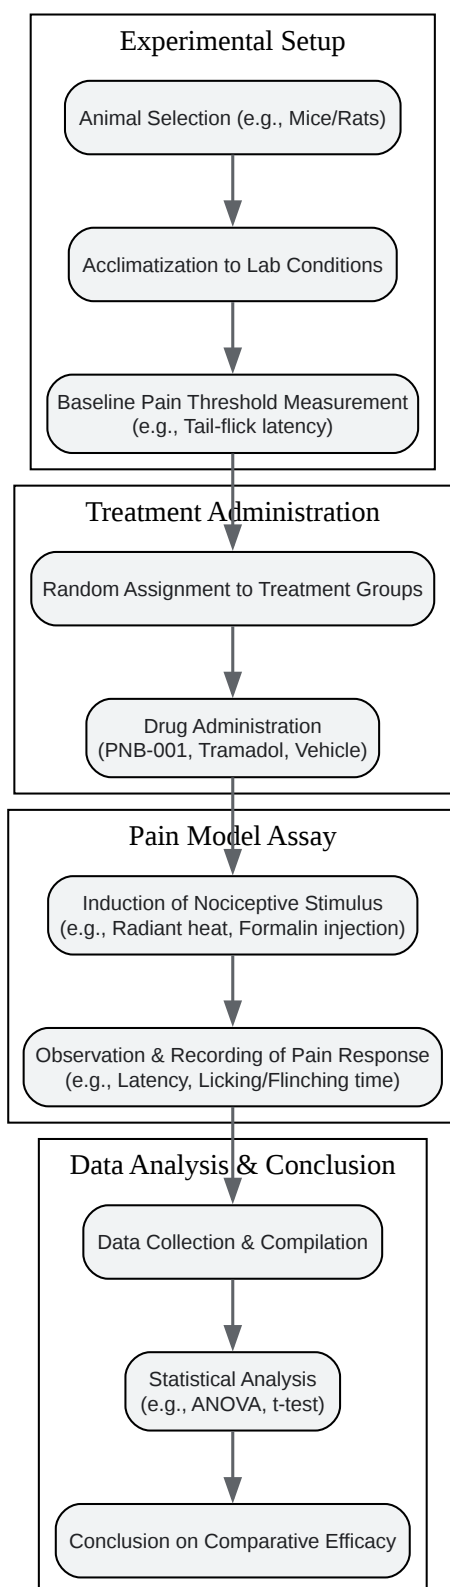 Experimental Setup
Animal Selection (e.g., Mice/Rats)
Acclimatization to Lab Conditions
Baseline Pain Threshold Measurement
(e.g., Tail-flick latency)
Treatment Administration
Random Assignment to Treatment Groups
Drug Administration
(PNB-001, Tramadol, Vehicle)
Pain Model Assay
Induction of Nociceptive Stimulus
(e.g., Radiant heat, Formalin injection)
Observation & Recording of Pain Response
(e.g., Latency, Licking/Flinching time)
Data Analysis & Conclusion
Data Collection & Compilation
Statistical Analysis
(e.g., ANOVA, t-test)
Conclusion on Comparative Efficacy